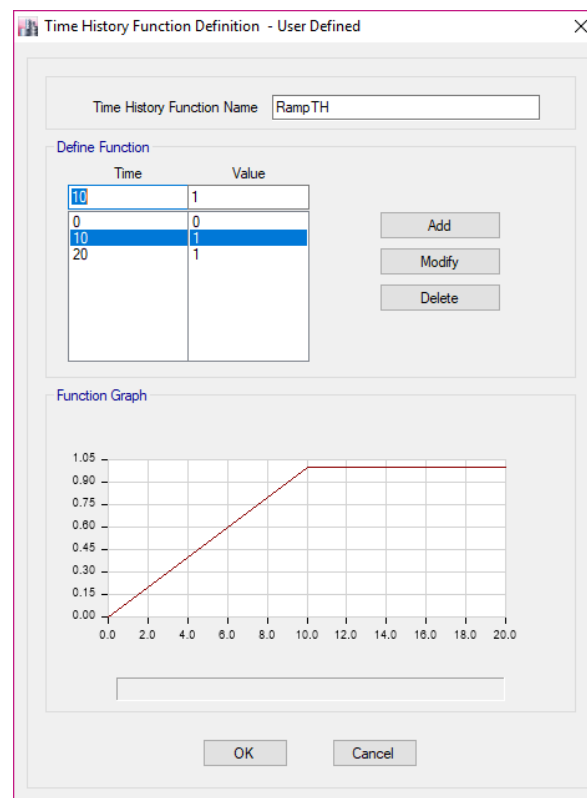 Time History Function Definition - User Defined
Time History Function Name RampTH
Define Function
Time Value
10 1
0 0
10 1
20 1
Add
Modify
Delete
Function Graph
1.05
0.90
0.75
0.60
0.45
0.30
0.15
0.00
0.0 2.0 4.0 6.0 8.0 10.0 12.0 14.0 16.0 18.0 20.0
OK Cancel